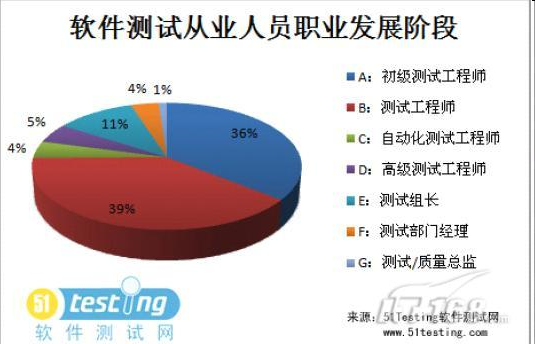 软件测试从业人员职业发展阶段
4%
1%
11%
5%
4%
36%
39%
A: 初级测试工程师
B: 测试工程师
C: 自动化测试工程师
D: 高级测试工程师
E: 测试组长
F: 测试部门经理
G: 测试/质量总监
51testing
软件测试网
IT168.com
来源: 51Testing软件测试网
www.51testing.com